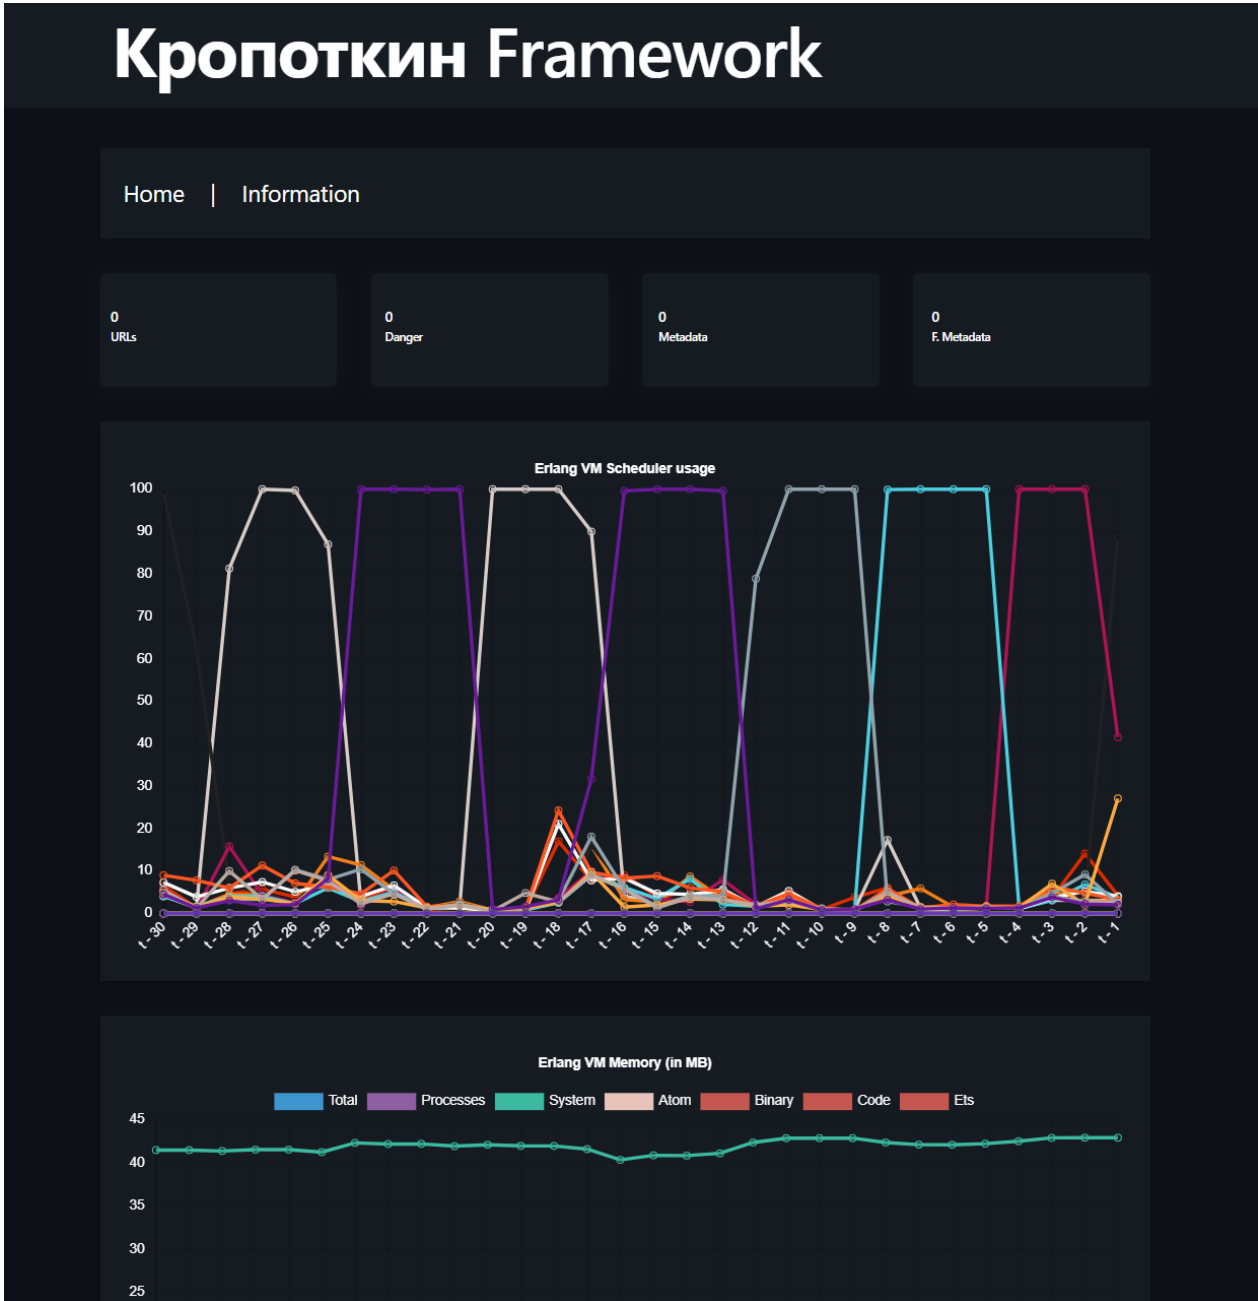 Кропоткин Framework
Home | Information
0
URLs
0
Danger
0
Metadata
0
F. Metadata
Erlang VM Scheduler usage
100
90
80
70
60
50
40
30
20
10
0
t - 30 t - 29 t - 28 t - 27 t - 26 t - 25 t - 24 t - 23 t - 22 t - 21 t - 20 t - 19 t - 18 t - 17 t - 16 t - 15 t - 14 t - 13 t - 12 t - 11 t - 10 t - 9 t - 8 t - 7 t - 6 t - 5 t - 4 t - 3 t - 2 t - 1
Erlang VM Memory (in MB)
Total Processes System Atom Binary Code Ets
45
40
35
30
25